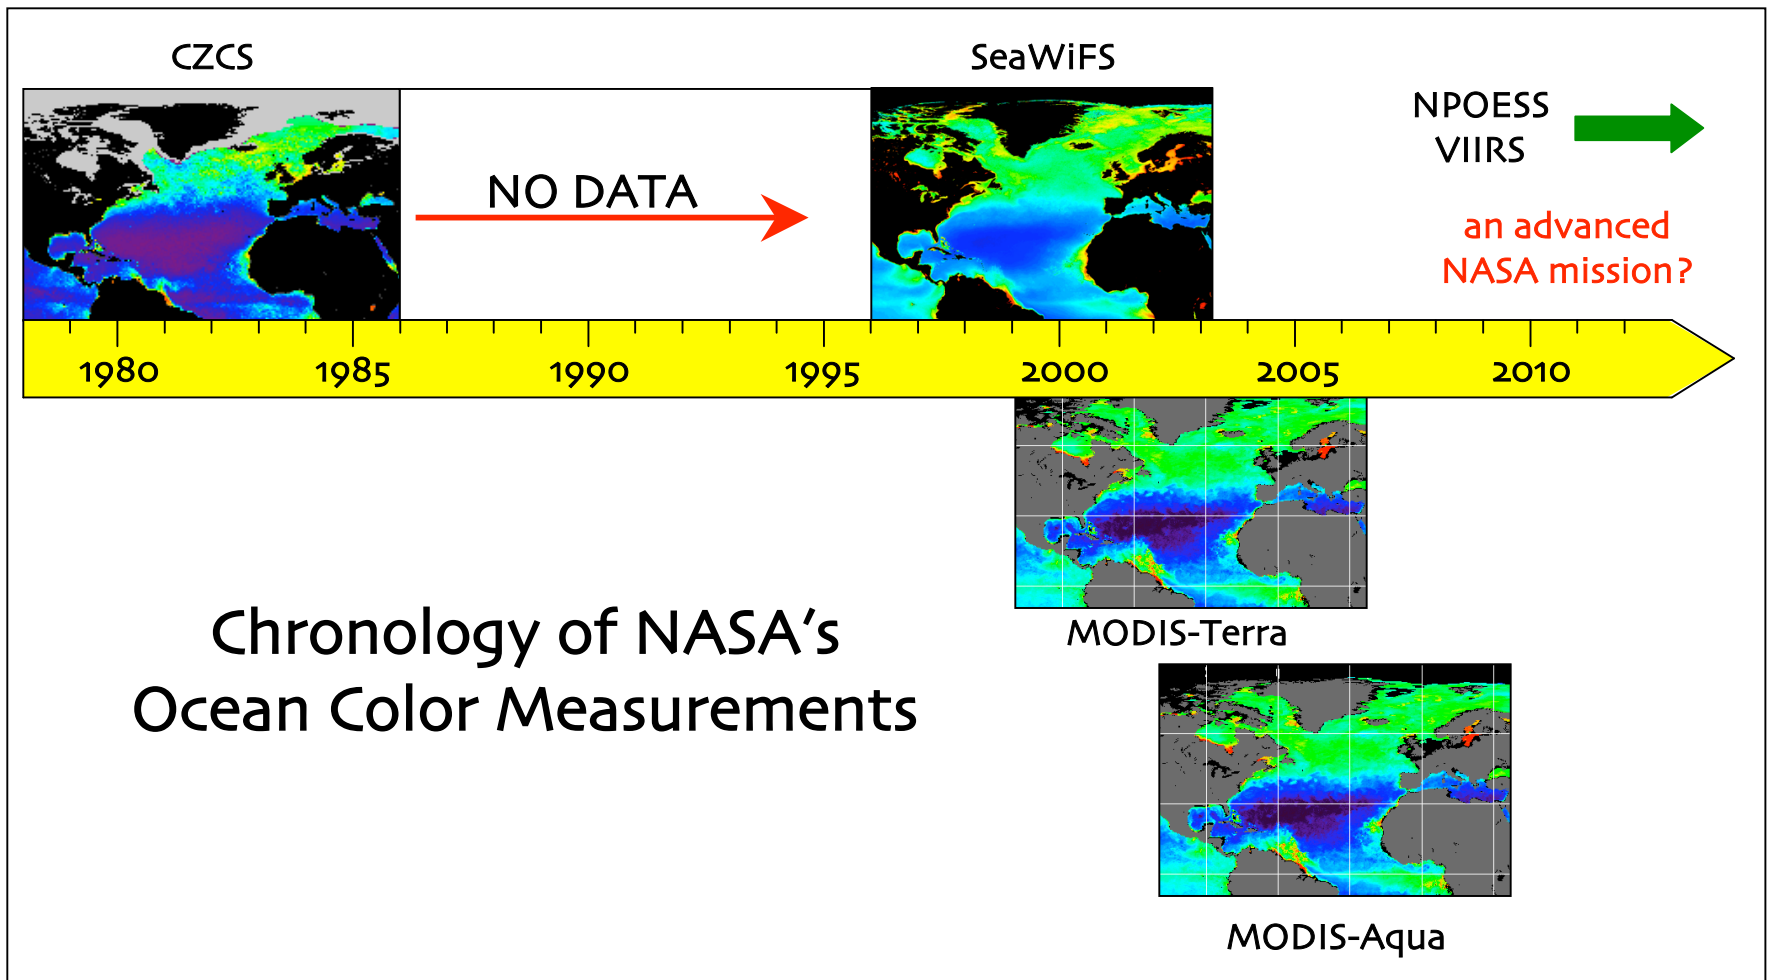 CZCS
SeaWiFS
NPOESS
VIIRS
NO DATA
an advanced
NASA mission?
1980
1985
1990
1995
2000
2005
2010
MODIS-Terra
Chronology of NASA's
Ocean Color Measurements
MODIS-Aqua